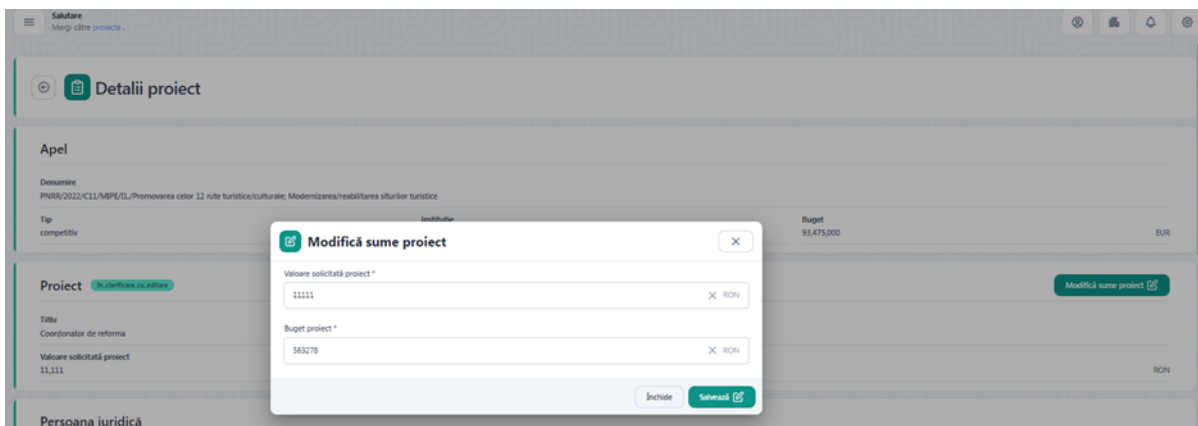 Salutare
Mergi către proiecte..
Detalii proiect
Apel
Denumire
PNRR/2022/C11/MIPE/I1./Promovarea celor 12 rute turistice/culturale; Modernizarea/reabilitarea siturilor turistice
Tip
Instituție
Buget
competitiv
93,475,000
EUR
Modifică sume proiect
Valoare solicitată proiect *
11111
RON
Buget proiect *
563278
RON
Închide
Salvează
Proiect
În_clarificare_cu_editare
Modifică sume proiect
Titlu
Coordonator de reforma
Valoare solicitată proiect
11,111
RON
Persoana juridică